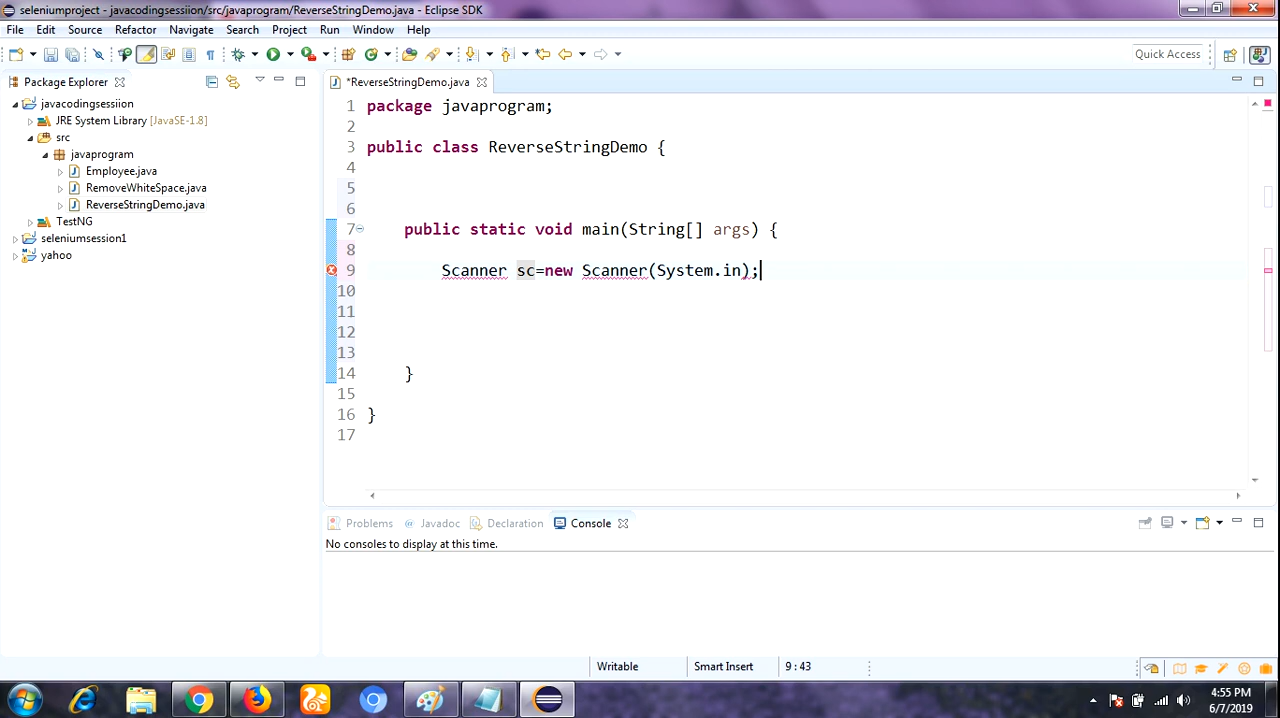 seleniumproject - javacodingsessiion/src/javaprogram/ReverseStringDemo.java - Eclipse SDK
File Edit Source Refactor Navigate Search Project Run Window Help
Quick Access
Package Explorer
*ReverseStringDemo.java
javacodingsessiion
JRE System Library [JavaSE-1.8]
src
javaprogram
Employee.java
RemoveWhiteSpace.java
ReverseStringDemo.java
TestNG
seleniumsession1
yahoo
1 package javaprogram;
2
3 public class ReverseStringDemo {
4
5
6
7 public static void main(String[] args) {
8
9 Scanner sc=new Scanner(System.in);
10
11
12
13
14 }
15
16 }
17
Problems @ Javadoc Declaration Console
No consoles to display at this time.
Writable Smart Insert 9 : 43
4:55 PM
6/7/2019